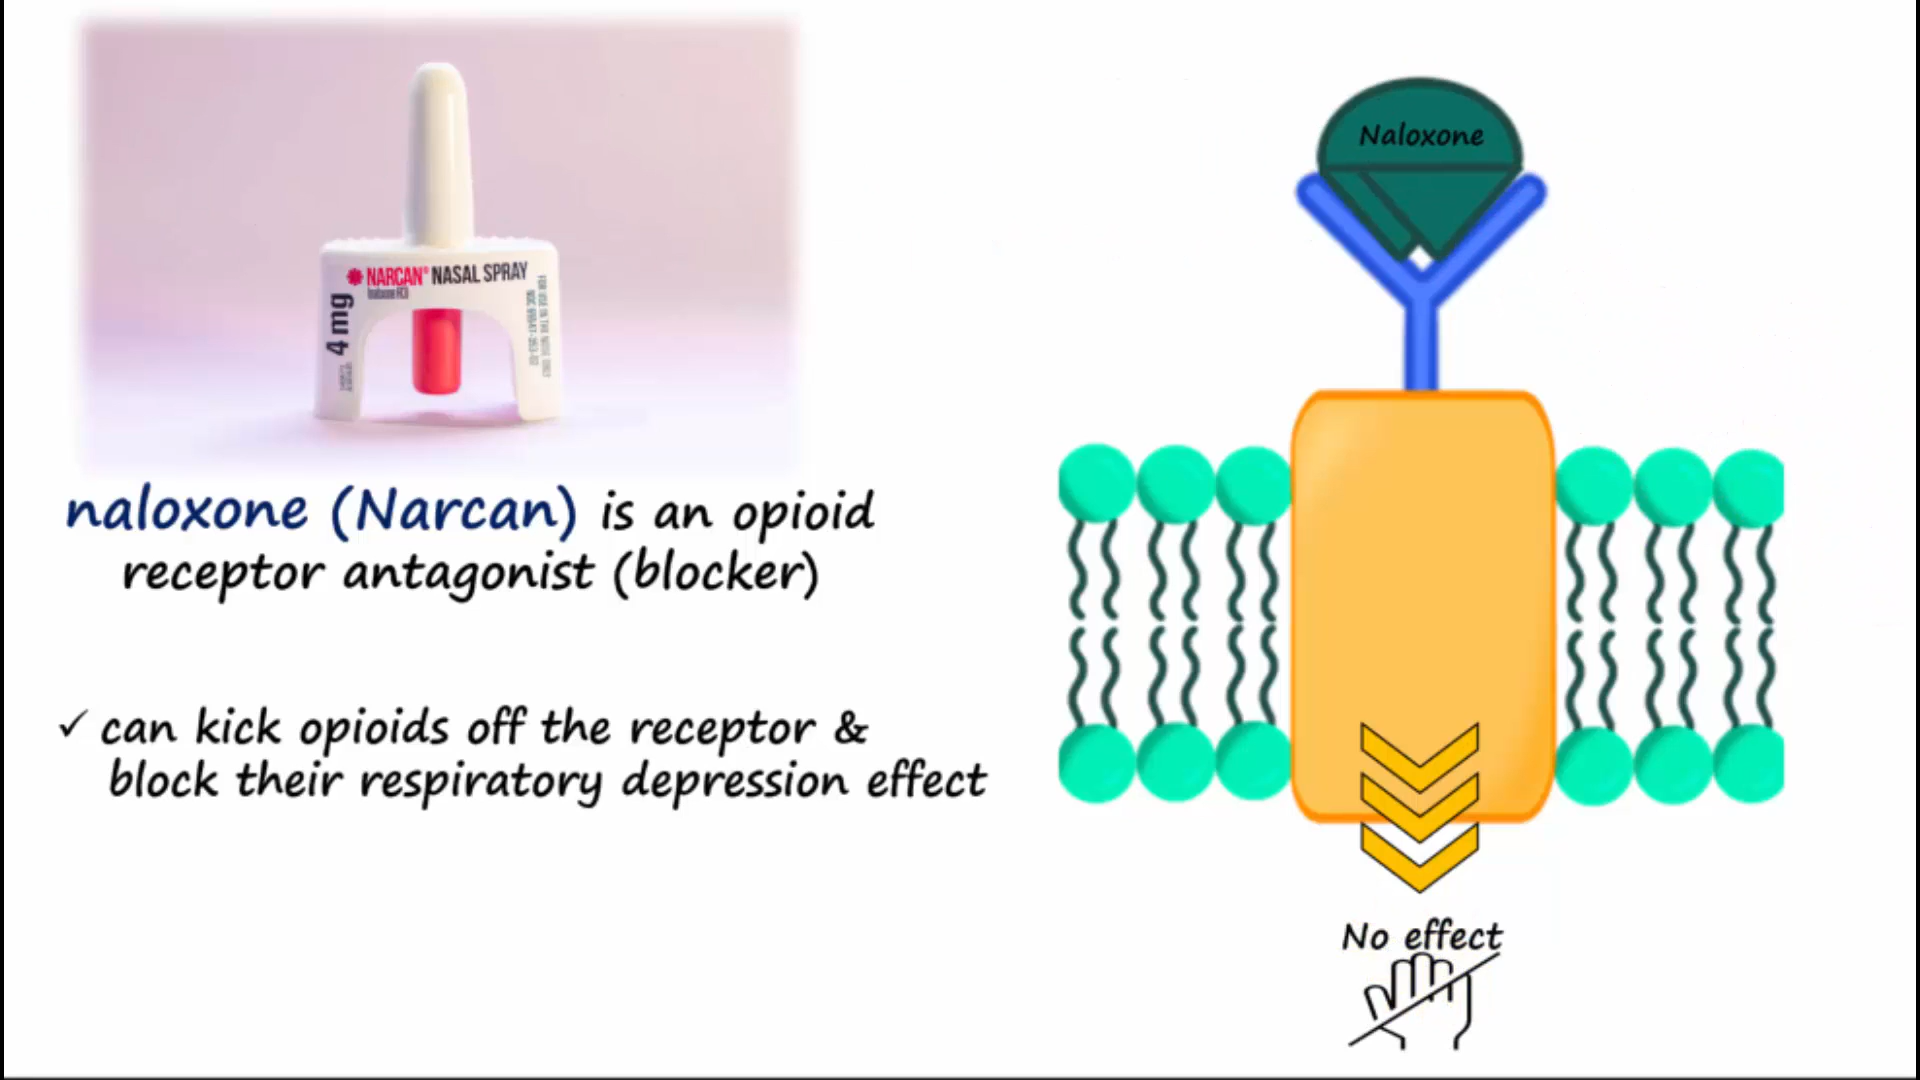 NARCAN® NASAL SPRAY
4 mg
naloxone (Narcan) is an opioid
receptor antagonist (blocker)
✓ can kick opioids off the receptor &
block their respiratory depression effect
Naloxone
No effect